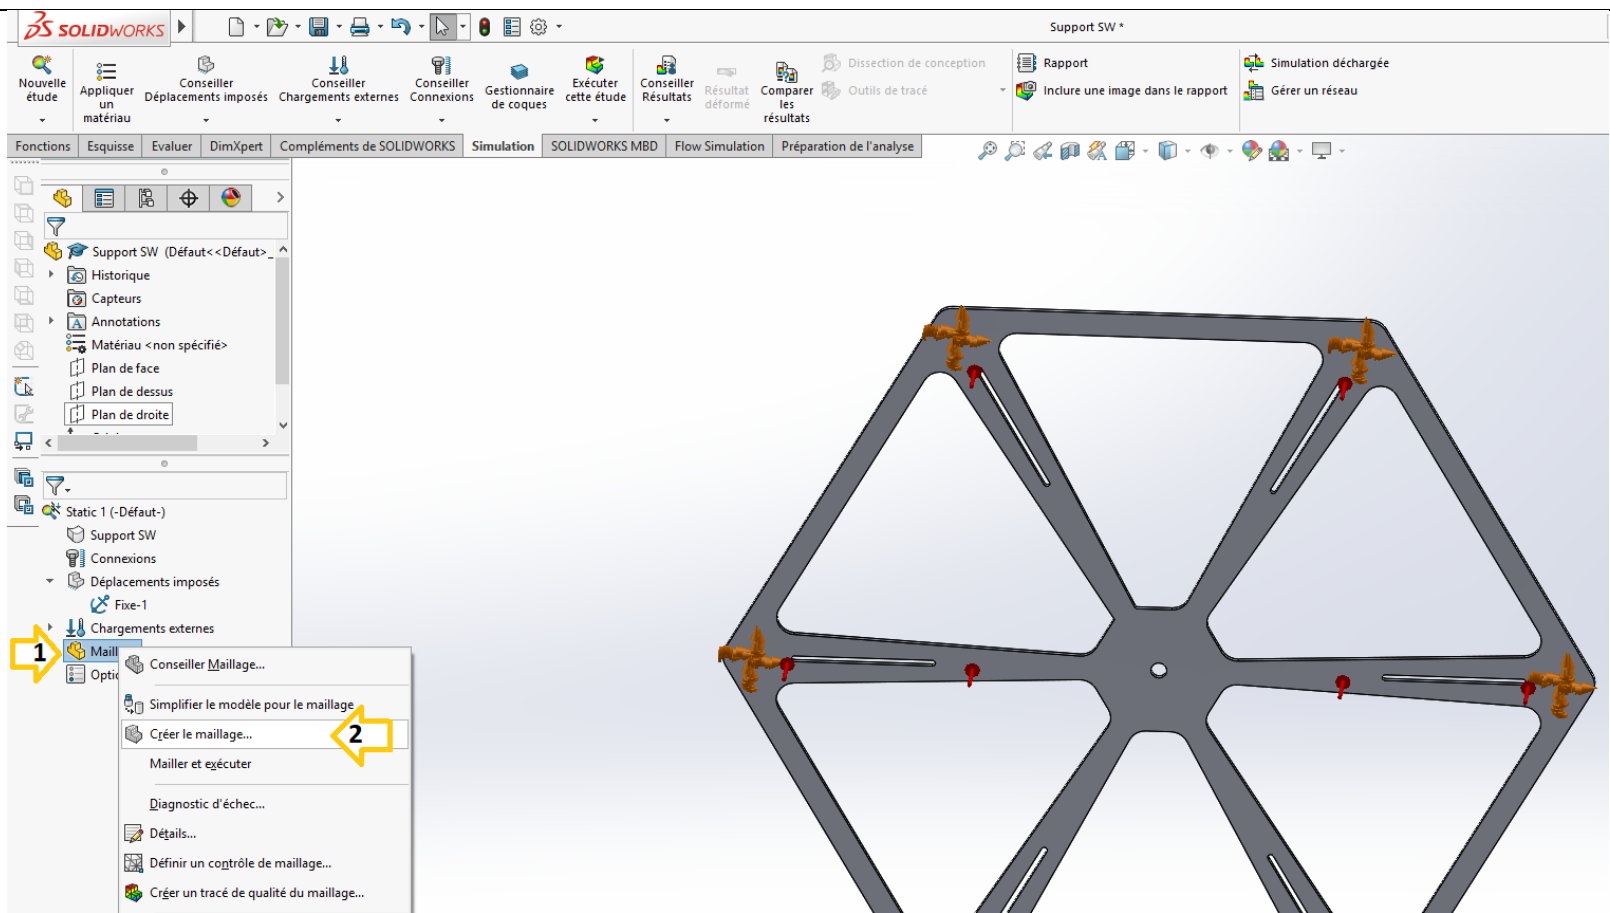 SOLIDWORKS
Support SW *
Nouvelle étude
Appliquer un matériau
Conseiller Déplacements imposés
Conseiller Chargements externes
Conseiller Connexions
Gestionnaire de coques
Exécuter cette étude
Conseiller Résultats
Résultat déformé
Comparer les résultats
Dissection de conception
Outils de tracé
Rapport
Inclure une image dans le rapport
Simulation déchargée
Gérer un réseau
Fonctions
Esquisse
Evaluer
DimXpert
Compléments de SOLIDWORKS
Simulation
SOLIDWORKS MBD
Flow Simulation
Préparation de l'analyse
Support SW (Défaut<<Défaut>_
Historique
Capteurs
Annotations
Matériau <non spécifié>
Plan de face
Plan de dessus
Plan de droite
Static 1 (-Défaut-)
Support SW
Connexions
Déplacements imposés
Fixe-1
Chargements externes
1
Maill
Optic
Conseiller Maillage...
Simplifier le modèle pour le maillage
Créer le maillage...
2
Mailler et exécuter
Diagnostic d'échec...
Détails...
Définir un contrôle de maillage...
Créer un tracé de qualité du maillage...